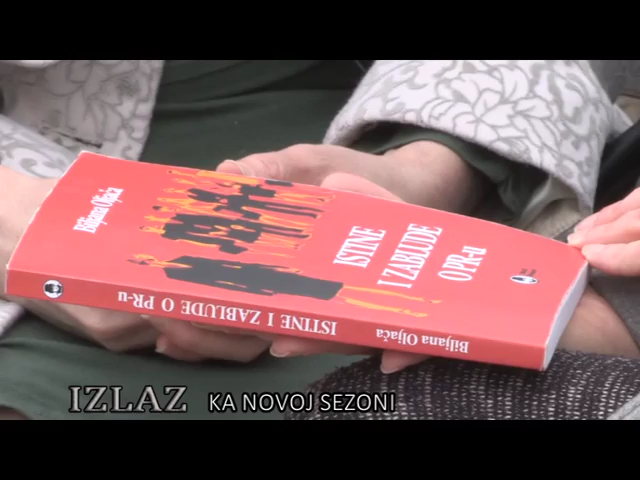 Biljana Oljača
ISTINE
I ZABLUDE
O PR-u
Biljana Oljača
ISTINE I ZABLUDE O PR-u
IZLAZ KA NOVOJ SEZONI